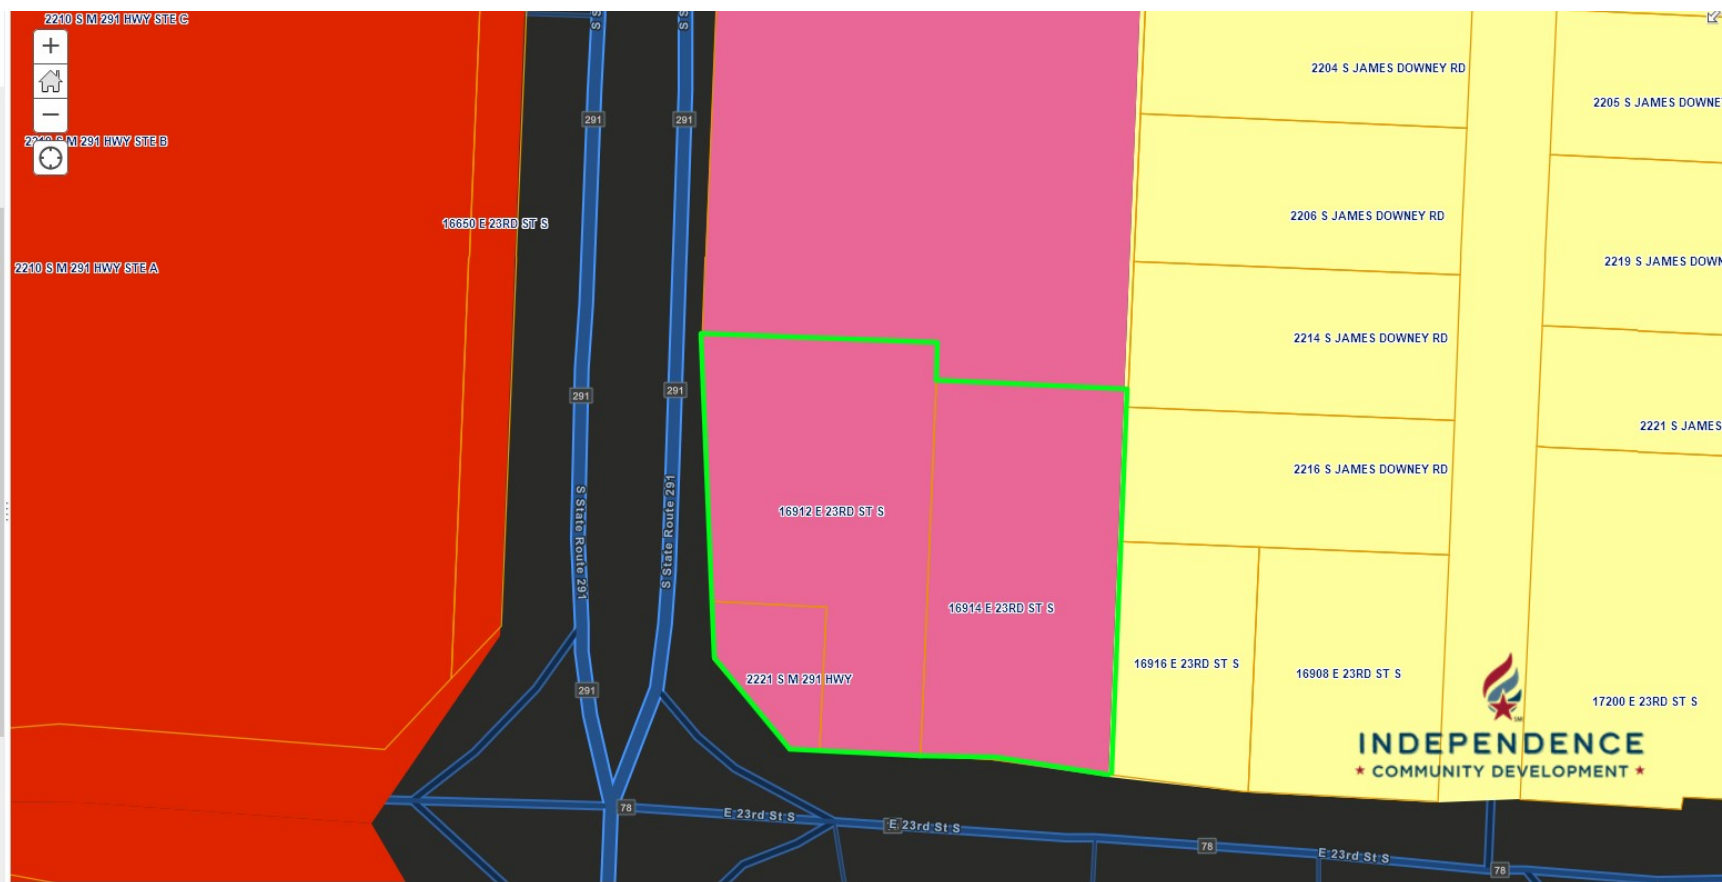 2210 S M 291 HWY STE C
S S
S S
2204 S JAMES DOWNEY RD
2205 S JAMES DOWNE
291
291
M 291 HWY STE B
2206 S JAMES DOWNEY RD
16650 E 23RD ST S
2219 S JAMES DOWN
2210 S M 291 HWY STE A
2214 S JAMES DOWNEY RD
291
291
2221 S JAMES
2216 S JAMES DOWNEY RD
S State Route 291
S State Route 291
16912 E 23RD ST S
16914 E 23RD ST S
16916 E 23RD ST S
16908 E 23RD ST S
2221 S M 291 HWY
291
17200 E 23RD ST S
SM
INDEPENDENCE
COMMUNITY DEVELOPMENT
78
E 23rd St S
E 23rd St S
78
E 23rd St S
78